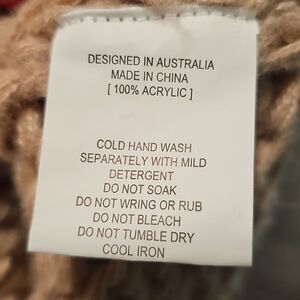 DESIGNED IN AUSTRALIA
MADE IN CHINA
[ 100% ACRYLIC ]
COLD HAND WASH
SEPARATELY WITH MILD
DETERGENT
DO NOT SOAK
DO NOT WRING OR RUB
DO NOT BLEACH
DO NOT TUMBLE DRY
COOL IRON